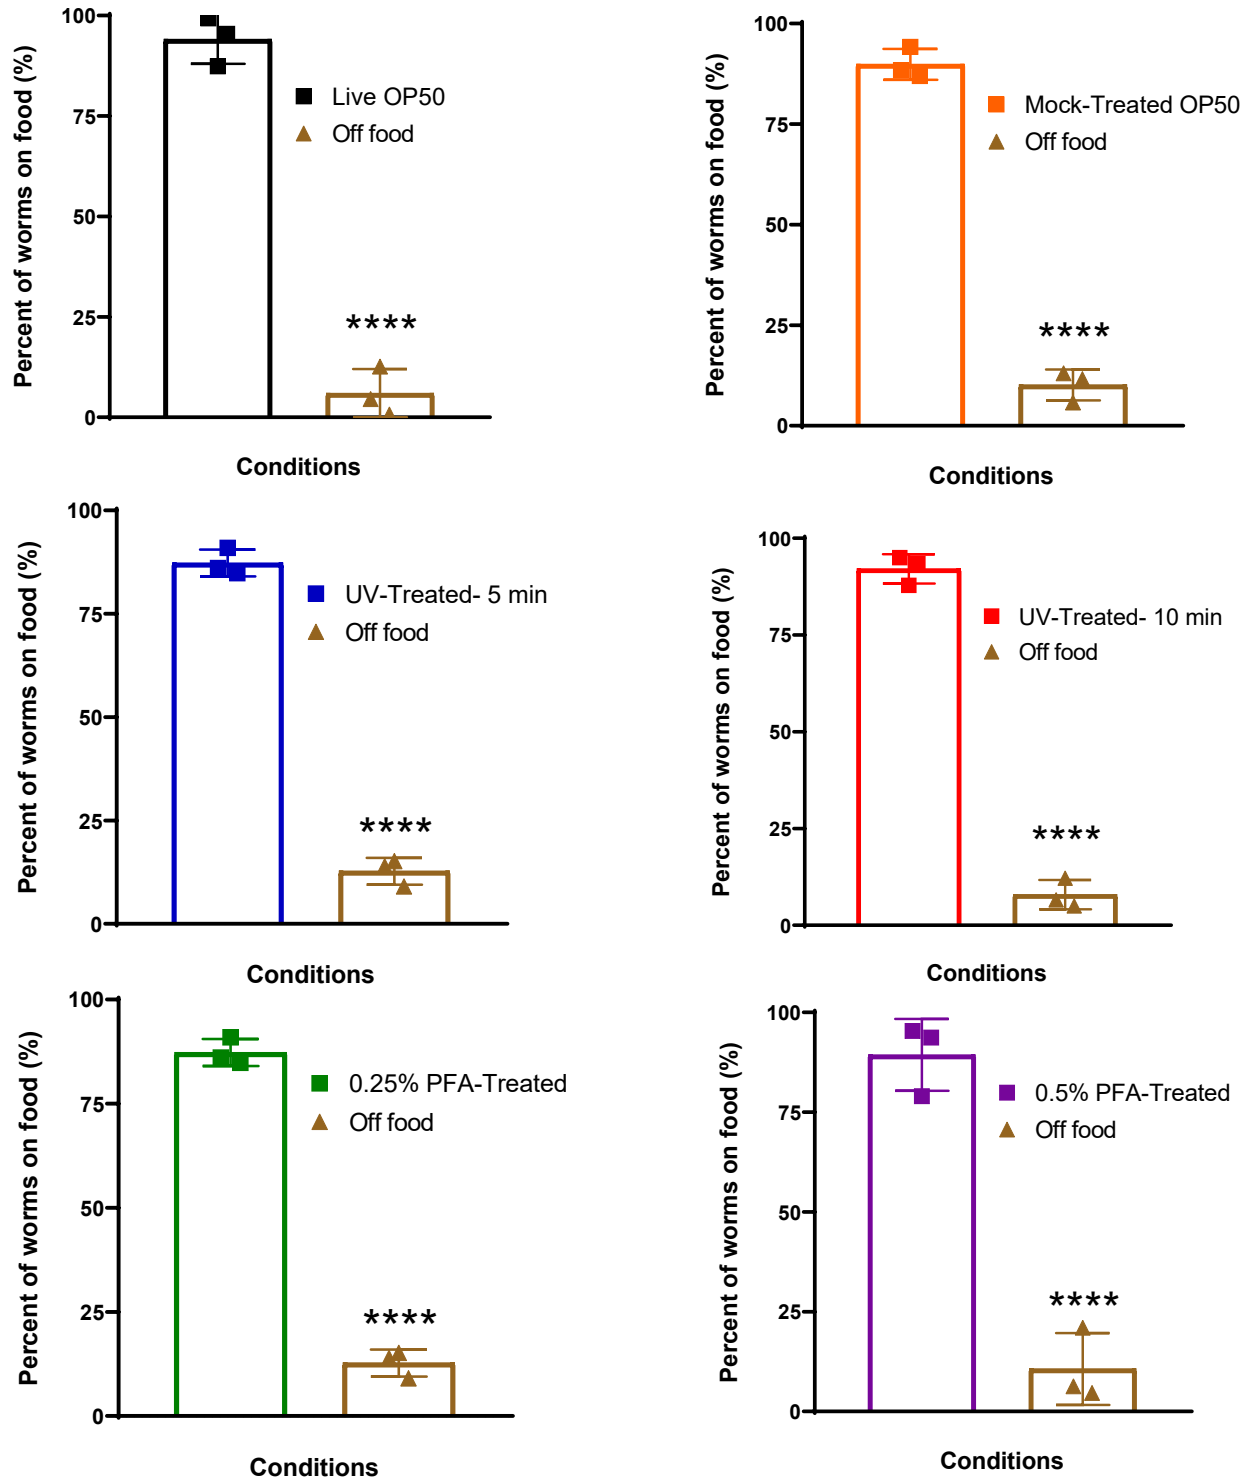 Percent of worms on food (%)
100
75
50
25
0
Live OP50
Off food
****
Conditions
Percent of worms on food (%)
100
75
50
25
0
Mock-Treated OP50
Off food
****
Conditions
Percent of worms on food (%)
100
75
50
25
0
UV-Treated- 5 min
Off food
****
Conditions
Percent of worms on food (%)
100
75
50
25
0
UV-Treated- 10 min
Off food
****
Conditions
Percent of worms on food (%)
100
75
50
25
0
0.25% PFA-Treated
Off food
****
Conditions
Percent of worms on food (%)
100
75
50
25
0
0.5% PFA-Treated
Off food
****
Conditions